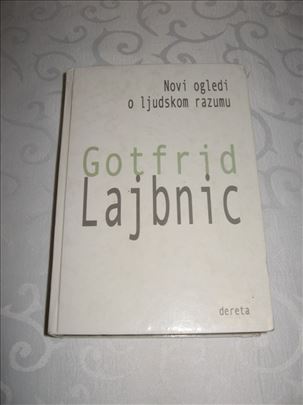 Novi ogledi
o ljudskom razumu
Gotfrid
Lajbnic
dereta